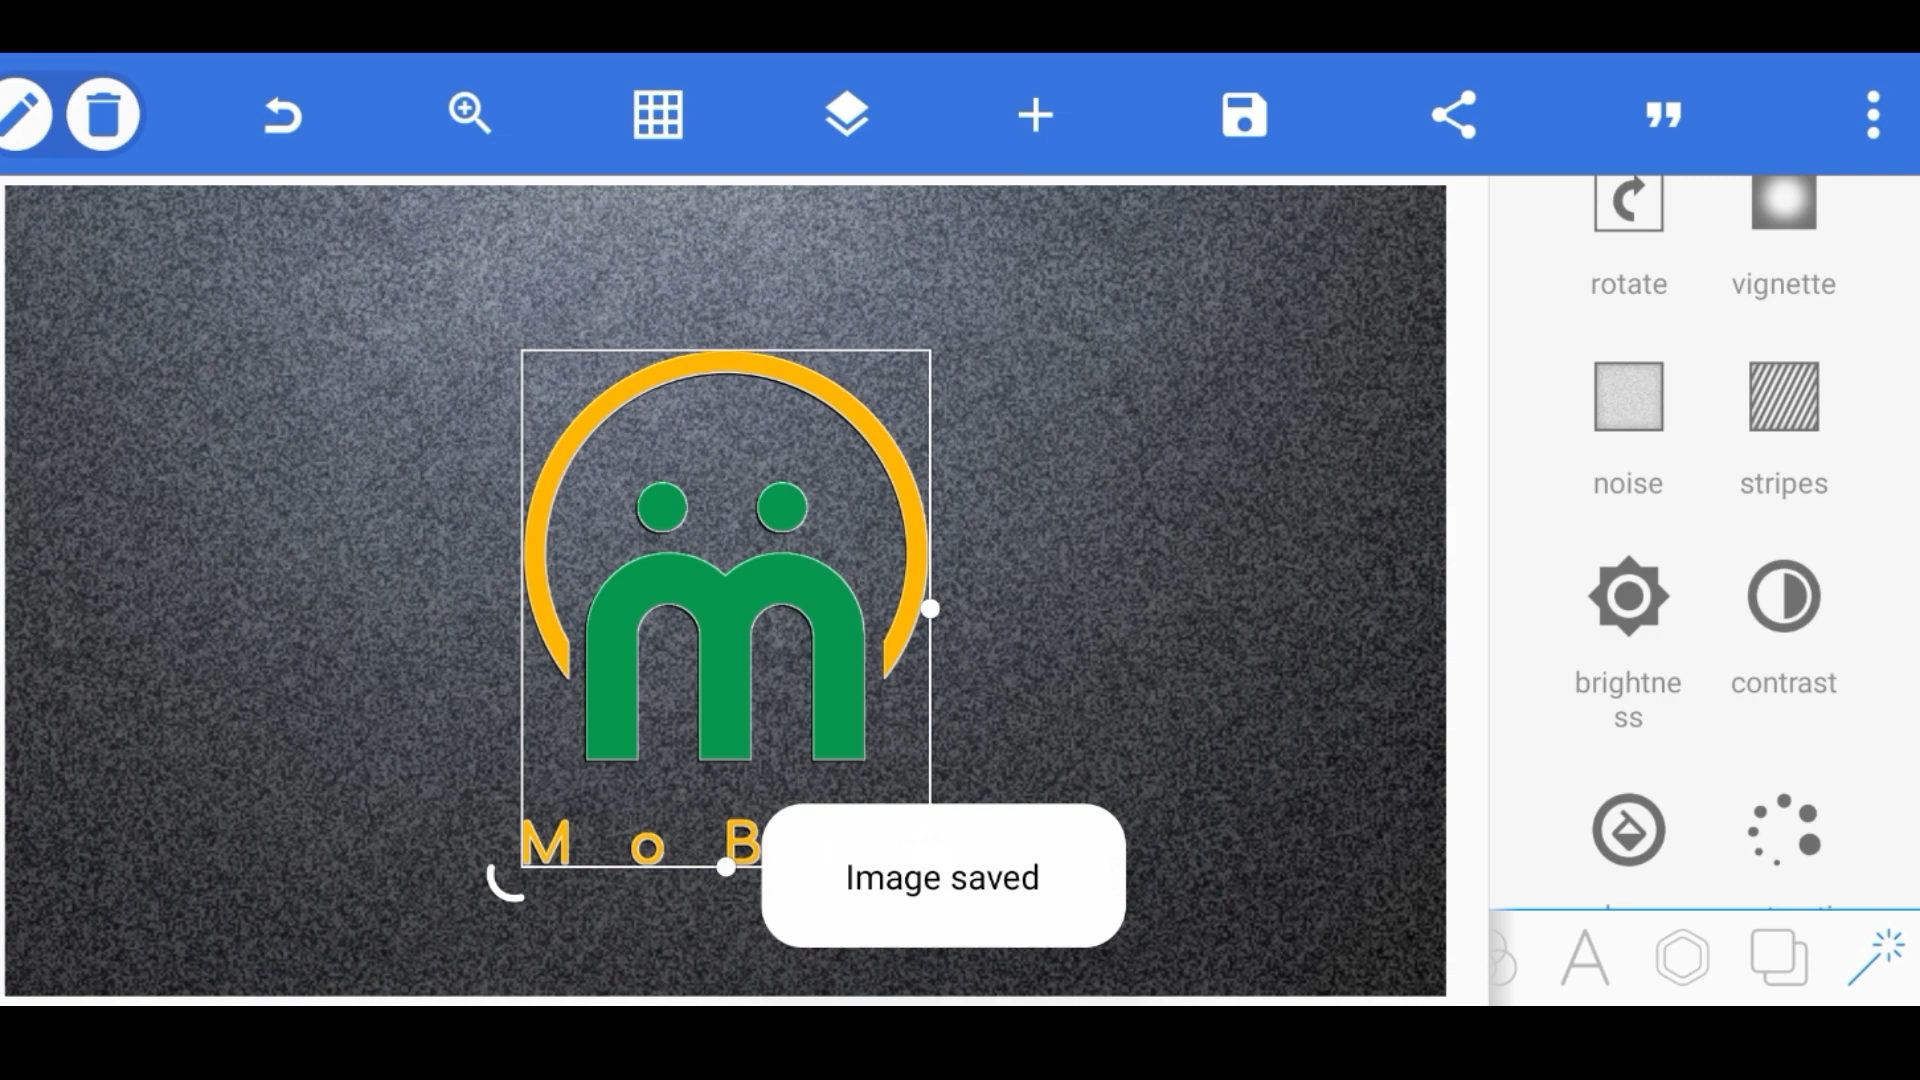 rotate
vignette
noise
stripes
brightne
ss
contrast
M o B
Image saved